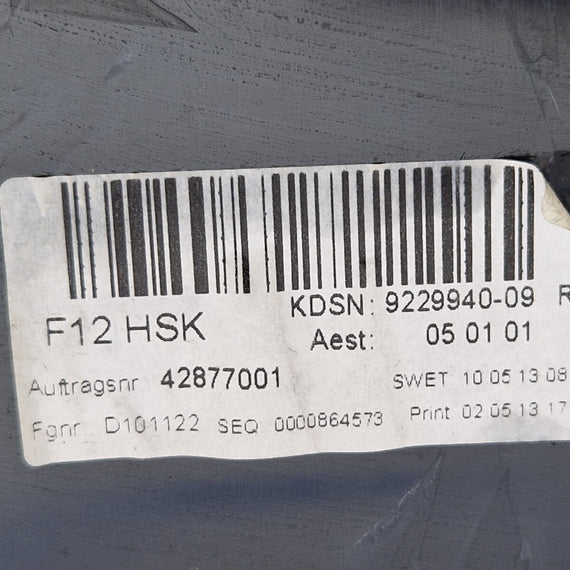 F12 HSK KDSN: 9229940-09 R
Aest: 05 01 01
Auftragsnr 42877001 SWET 10 05 13 08
Fgnr D101122 SEQ 0000864573 Print 02 05 13 17